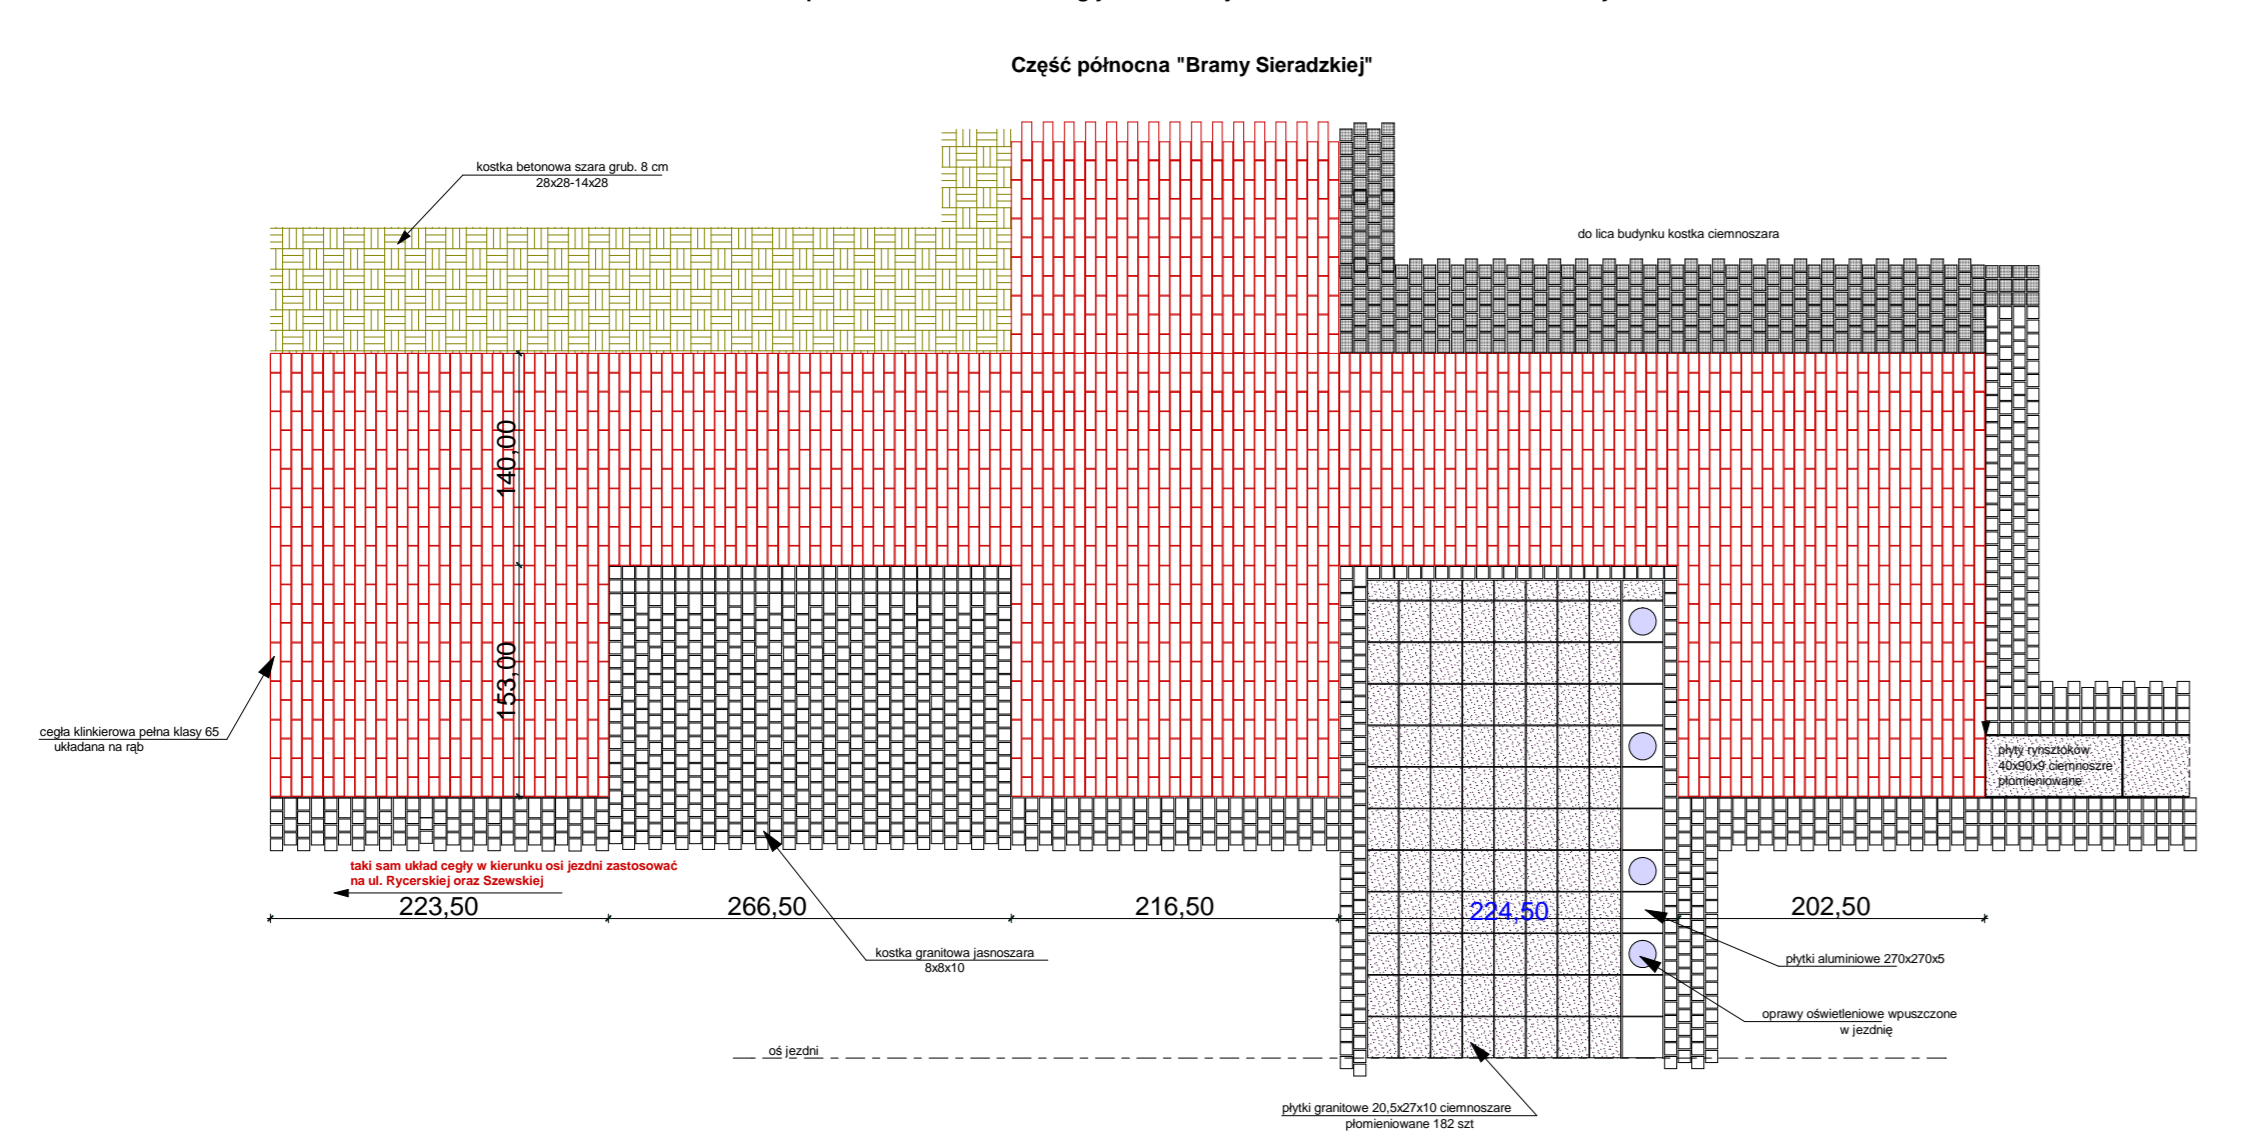 Część północna "Bramy Sieradzkiej"
kostka betonowa szara grub. 8 cm
28x28-14x28
do lica budynku kostka ciemnoszara
140,00
153,00
cegła klinkierowa pełna klasy 65
układana na rąb
płyty rynsztoków
40x90x9 ciemnoszre
płomieniowane
taki sam układ cegły w kierunku osi jezdni zastosować
na ul. Rycerskiej oraz Szewskiej
223,50
266,50
216,50
224,50
202,50
kostka granitowa jasnoszara
8x8x10
płytki aluminiowe 270x270x5
oprawy oświetleniowe wpuszczone
w jezdnię
oś jezdni
płytki granitowe 20,5x27x10 ciemnoszare
płomieniowane 182 szt